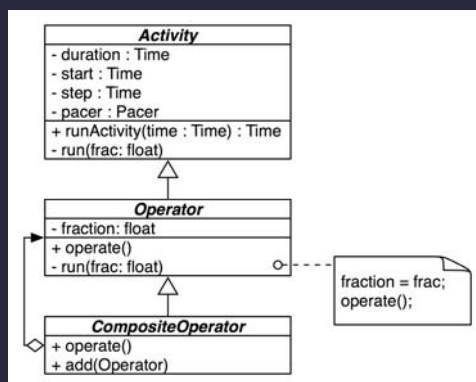 Activity
- duration : Time
- start : Time
- step : Time
- pacer : Pacer
+ runActivity(time : Time) : Time
- run(frac: float)
Operator
- fraction: float
+ operate()
- run(frac: float)
fraction = frac;
operate();
CompositeOperator
+ operate()
+ add(Operator)